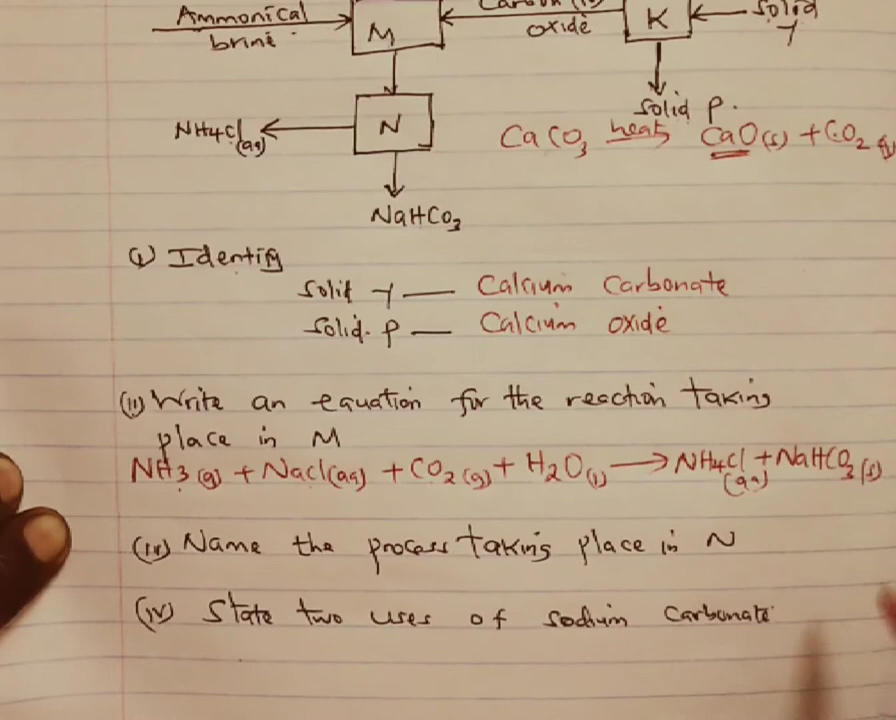 Ammonical
brine
M
oxide
K
Solid
Y
Solid P.
NH4Cl(aq)
N
CaCO3 heat CaO(s) + CO2
NaHCO3
(i) Identify
Solid Y — Calcium Carbonate
Solid. P — Calcium oxide
(ii) Write an equation for the reaction taking
place in M
NH3(g) + NaCl(aq) + CO2(g) + H2O(l) → NH4Cl(aq) + NaHCO3(s)
(iii) Name the process taking place in N
(iv) State two uses of sodium Carbonate